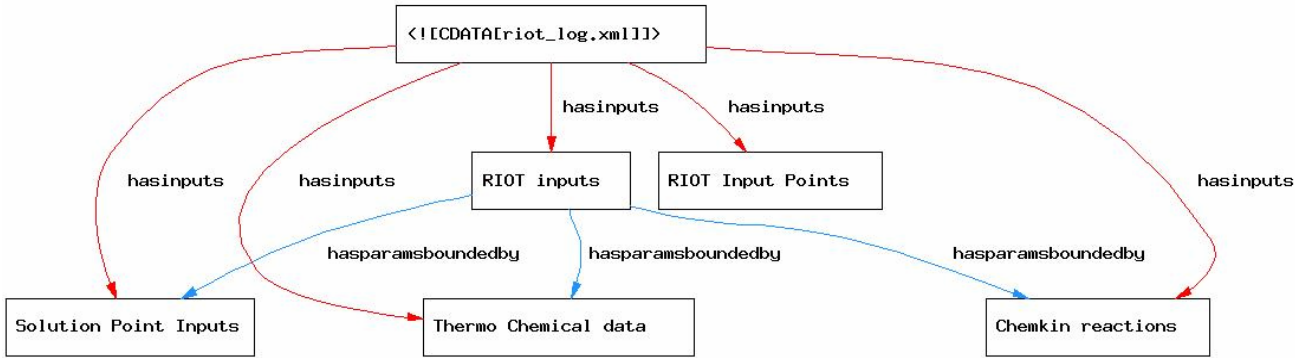 <![CDATA[riot_log.xml]]>
hasinputs
hasinputs
hasinputs
hasinputs
hasinputs
RIOT inputs
RIOT Input Points
hasparamsboundedby
hasparamsboundedby
hasparamsboundedby
Solution Point Inputs
Thermo Chemical data
Chemkin reactions